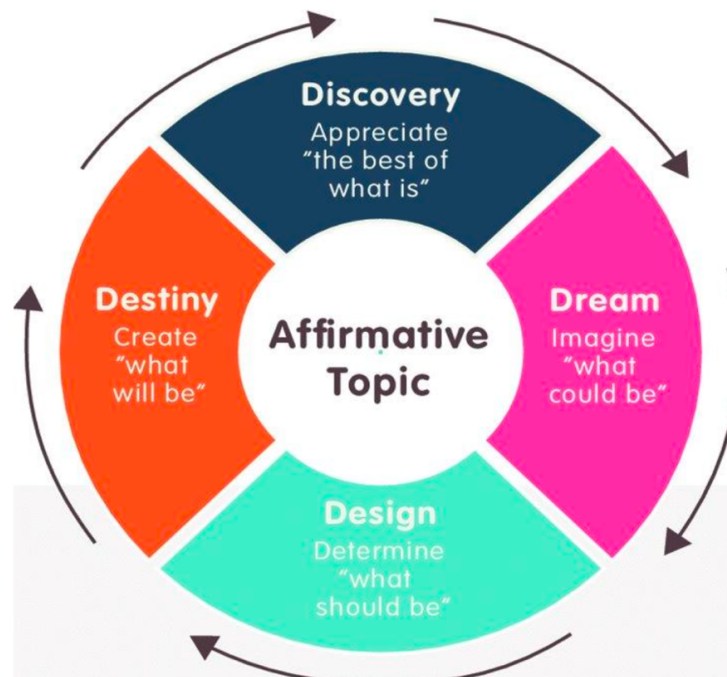 Discovery
Appreciate
"the best of
what is"
Dream
Imagine
"what
could be"
Design
Determine
"what
should be"
Destiny
Create
"what
will be"
Affirmative
Topic